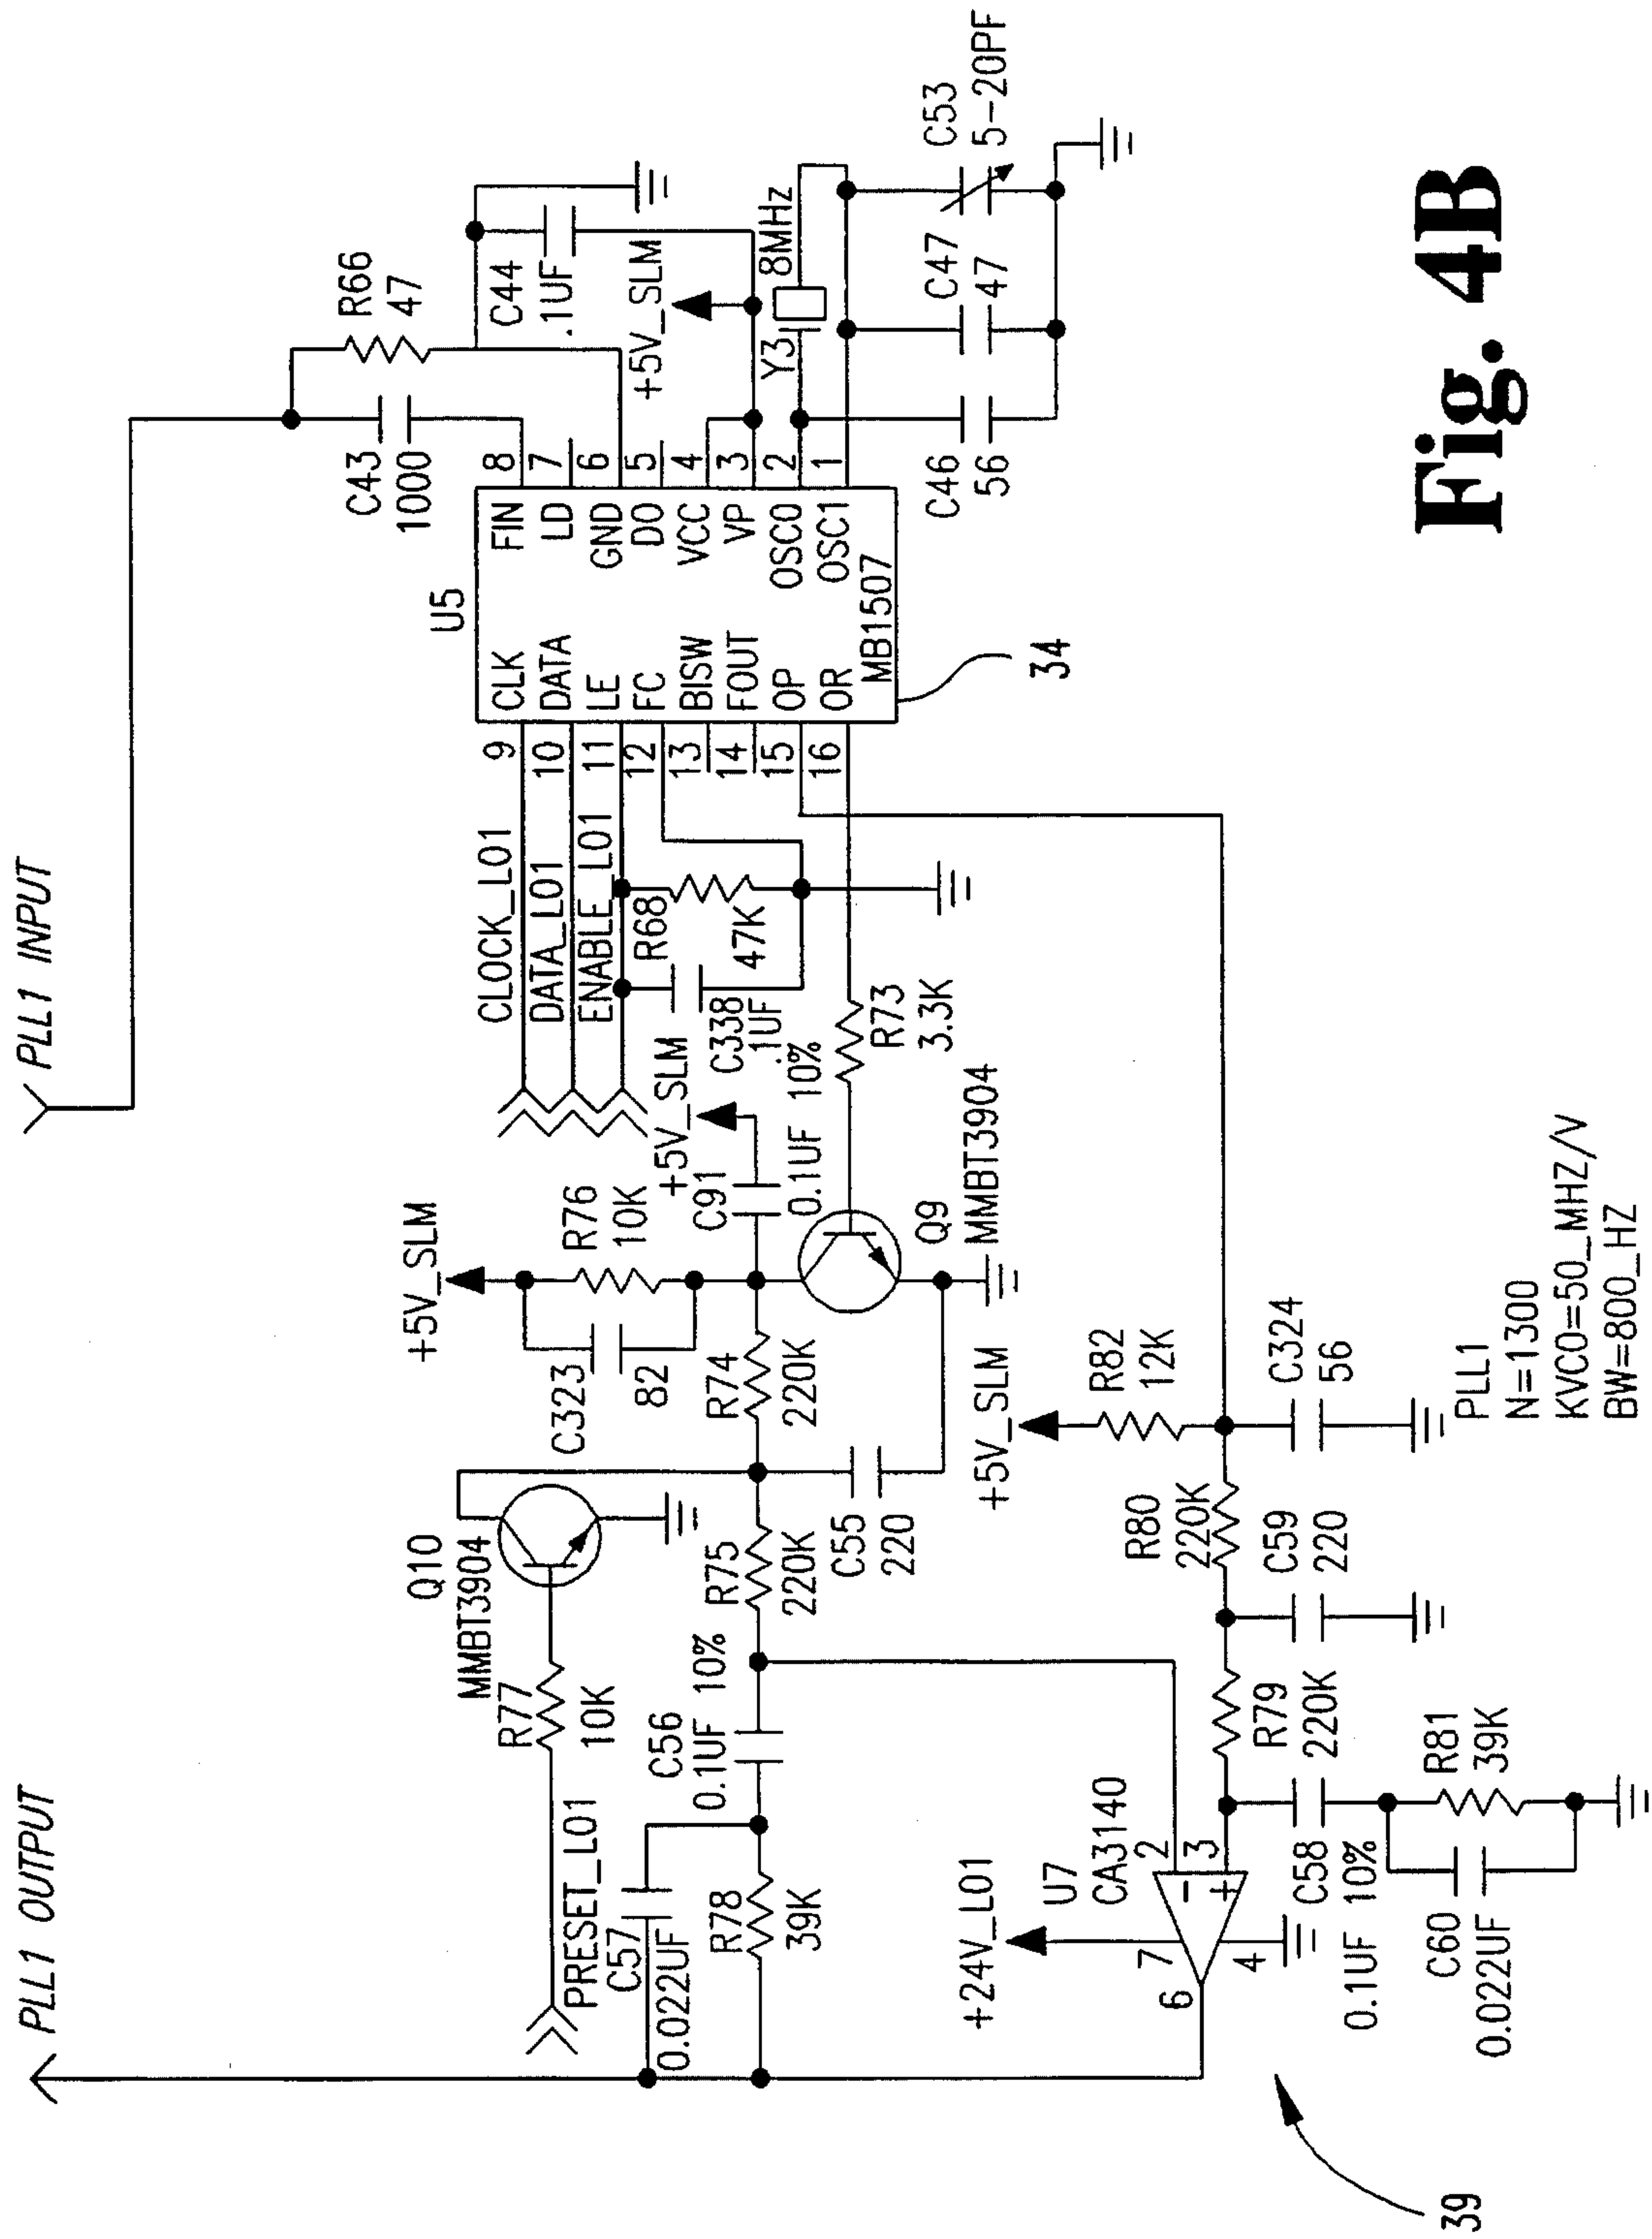 PLL1 INPUT
PLL1 OUTPUT
R66
47
C43
1000
C44
.1UF
+5V_SLM
Y3
8MHz
C53
5-20PF
C47
47
C46
56
U5
FIN
LD
GND
DO
VCC
VP
OSC0
OSC1
8
7
6
5
4
3
2
1
CLK
DATA
LE
FC
BISW
FOUT
OP
OR
MB1507
34
9
10
11
12
13
14
15
16
CLOCK_LO1
DATA_LO1
ENABLE_LO1
R68
47K
C338
.1UF
+5V_SLM
C91
0.1UF 10%
R73
3.3K
Q9
MMBT3904
+5V_SLM
R76
10K
C323
82
R74
220K
Q10
MMBT3904
R77
10K
PRESET_LO1
R75
220K
C55
220
C56
0.1UF 10%
C57
0.022UF
R78
39K
+5V_SLM
R82
12K
C324
56
R80
220K
C59
220
R79
220K
C58
0.1UF 10%
R81
39K
C60
0.022UF
+24V_LO1
U7
CA3140
2
3
-
+
7
4
6
39
PLL1
N=1300
KVCO=50_MHZ/V
BW=800_HZ
Fig. 4B